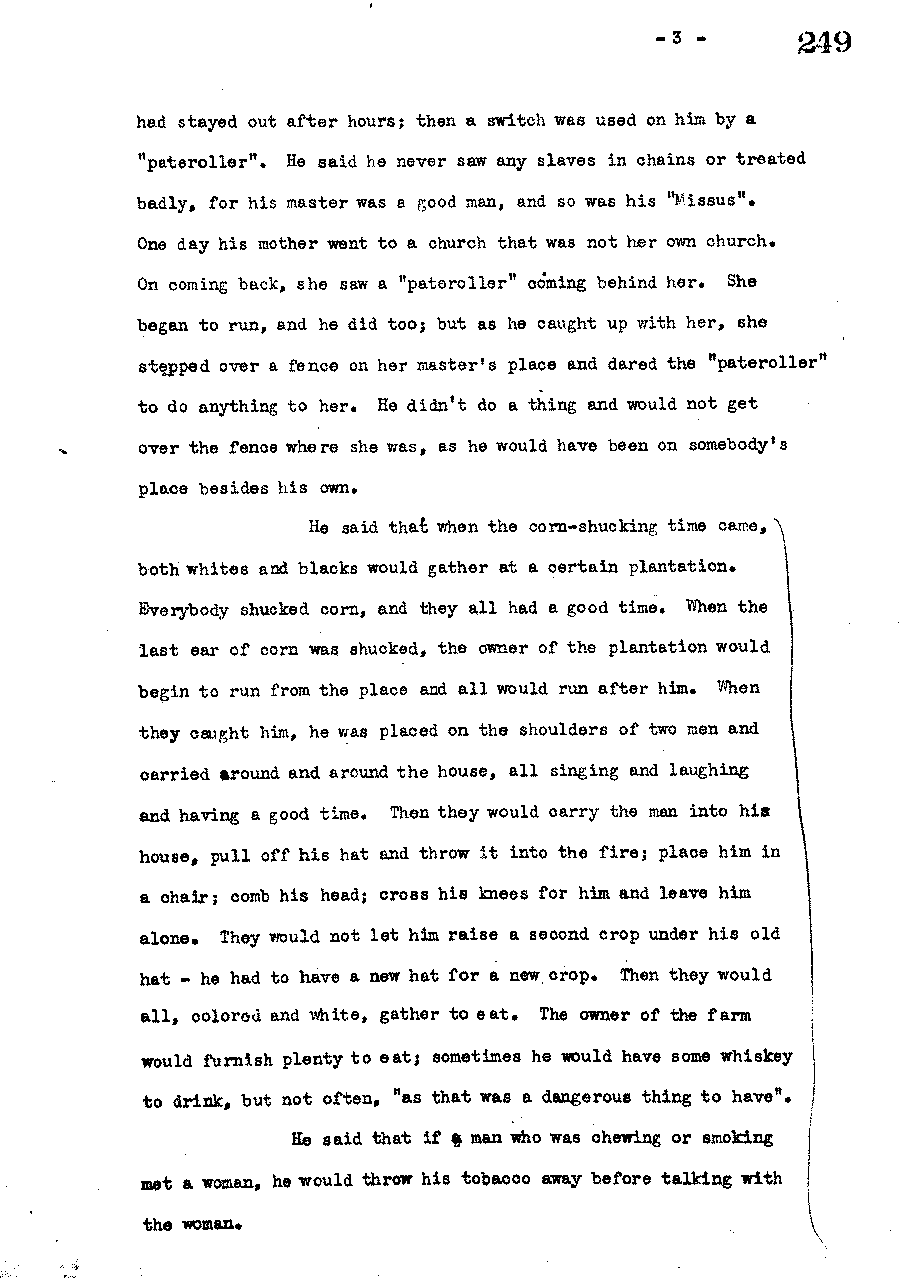 - 3 -
249
had stayed out after hours; then a switch was used on him by a
"pateroller". He said he never saw any slaves in chains or treated
badly, for his master was a good man, and so was his "Missus".
One day his mother went to a church that was not her own church.
On coming back, she saw a "pateroller" coming behind her. She
began to run, and he did too; but as he caught up with her, she
stepped over a fence on her master's place and dared the "pateroller"
to do anything to her. He didn't do a thing and would not get
over the fence where she was, as he would have been on somebody's
place besides his own.
He said that when the corn-shucking time came,
both whites and blacks would gather at a certain plantation.
Everybody shucked corn, and they all had a good time. When the
last ear of corn was shucked, the owner of the plantation would
begin to run from the place and all would run after him. When
they caught him, he was placed on the shoulders of two men and
carried around and around the house, all singing and laughing
and having a good time. Then they would carry the man into his
house, pull off his hat and throw it into the fire; place him in
a chair; comb his head; cross his knees for him and leave him
alone. They would not let him raise a second crop under his old
hat - he had to have a new hat for a new crop. Then they would
all, colored and white, gather to eat. The owner of the farm
would furnish plenty to eat; sometimes he would have some whiskey
to drink, but not often, "as that was a dangerous thing to have".
He said that if a man who was chewing or smoking
met a woman, he would throw his tobacco away before talking with
the woman.